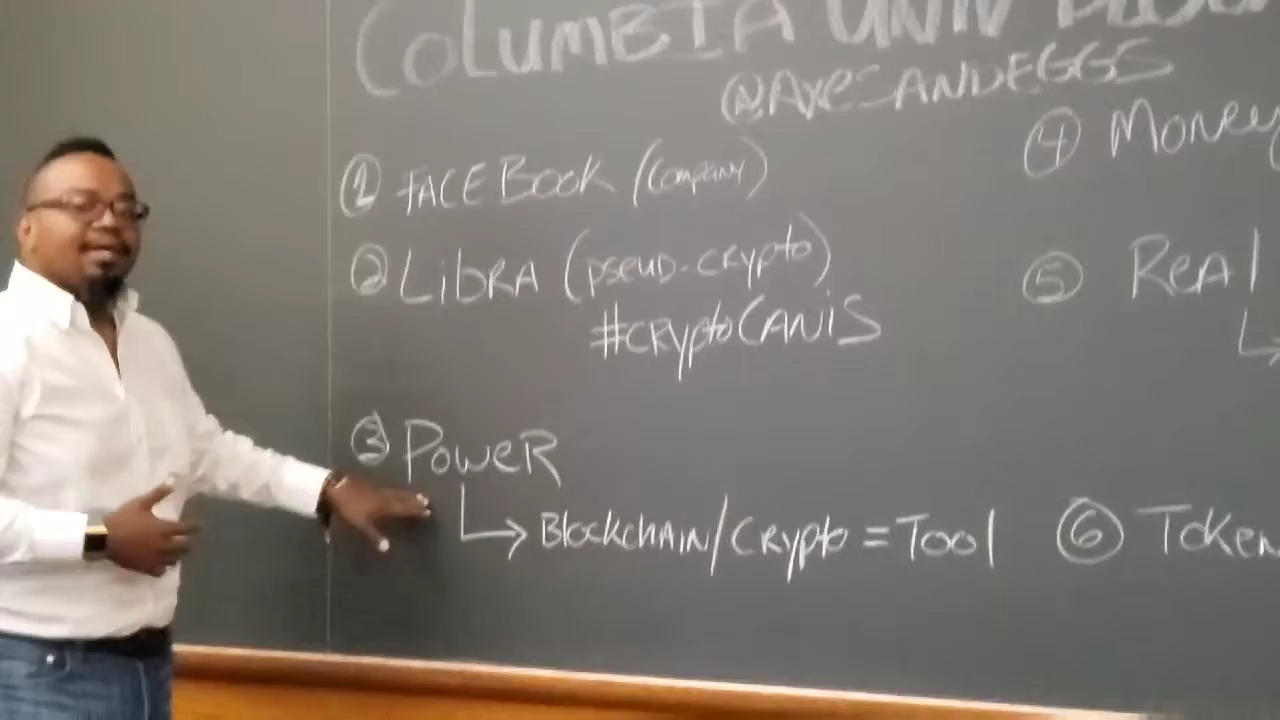 COLUMBIA UNIV
@AXESANDEGGS
① FACEBOOK (Company)
② LIBRA (pseud-crypto)
#CRYptoCANiS
③ POWER
↳ Blockchain/Crypto = Tool
④ Money
⑤ Real
⑥ Token